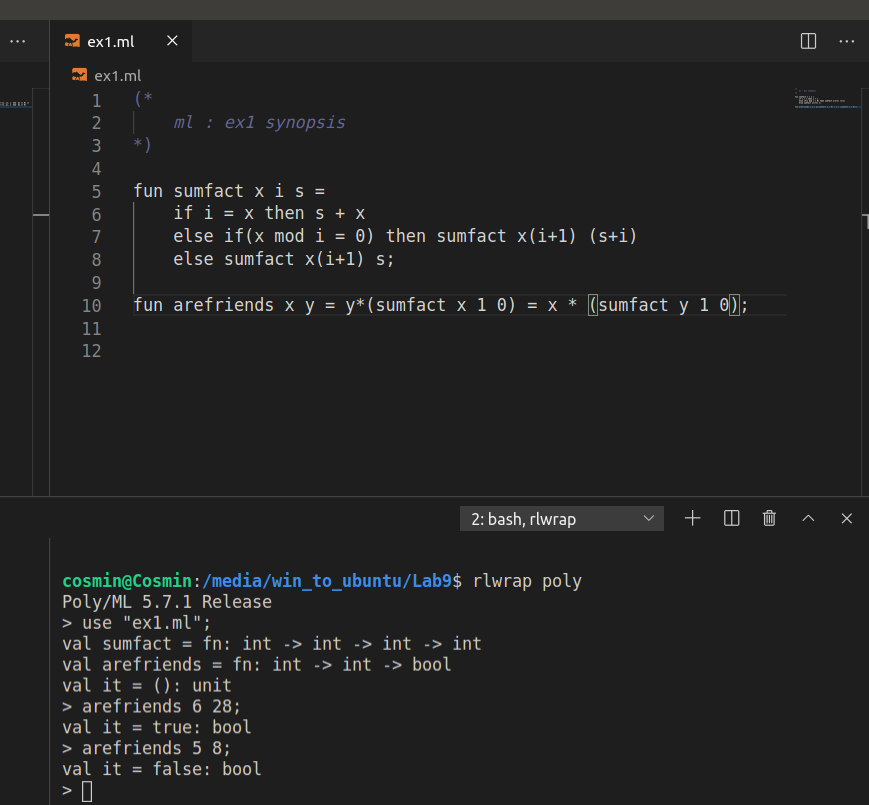 ex1.ml
ex1.ml
1 (*
2 ml : ex1 synopsis
3 *)
4
5 fun sumfact x i s =
6 if i = x then s + x
7 else if(x mod i = 0) then sumfact x(i+1) (s+i)
8 else sumfact x(i+1) s;
9
10 fun arefriends x y = y*(sumfact x 1 0) = x * (sumfact y 1 0);
11
12
2: bash, rlwrap
cosmin@Cosmin:/media/win_to_ubuntu/Lab9$ rlwrap poly
Poly/ML 5.7.1 Release
> use "ex1.ml";
val sumfact = fn: int -> int -> int -> int
val arefriends = fn: int -> int -> bool
val it = (): unit
> arefriends 6 28;
val it = true: bool
> arefriends 5 8;
val it = false: bool
>